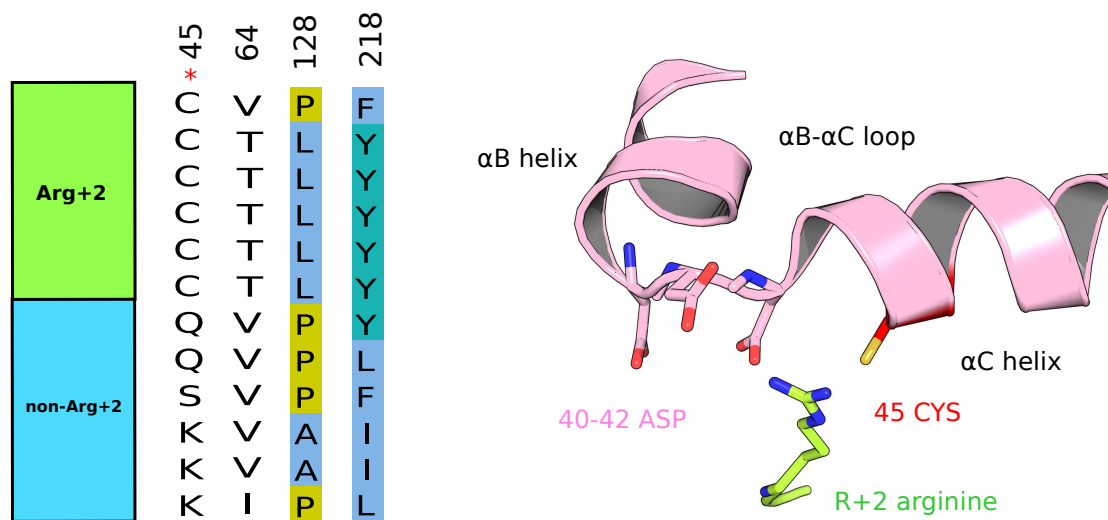 * 45 64 128 218
Arg+2
non-Arg+2
C V P F
C T L Y
C T L Y
C T L Y
C T L Y
C T L Y
Q V P Y
Q V P L
S V P F
K V A I
K V A I
K I P L
αB helix
αB-αC loop
αC helix
40-42 ASP
45 CYS
R+2 arginine